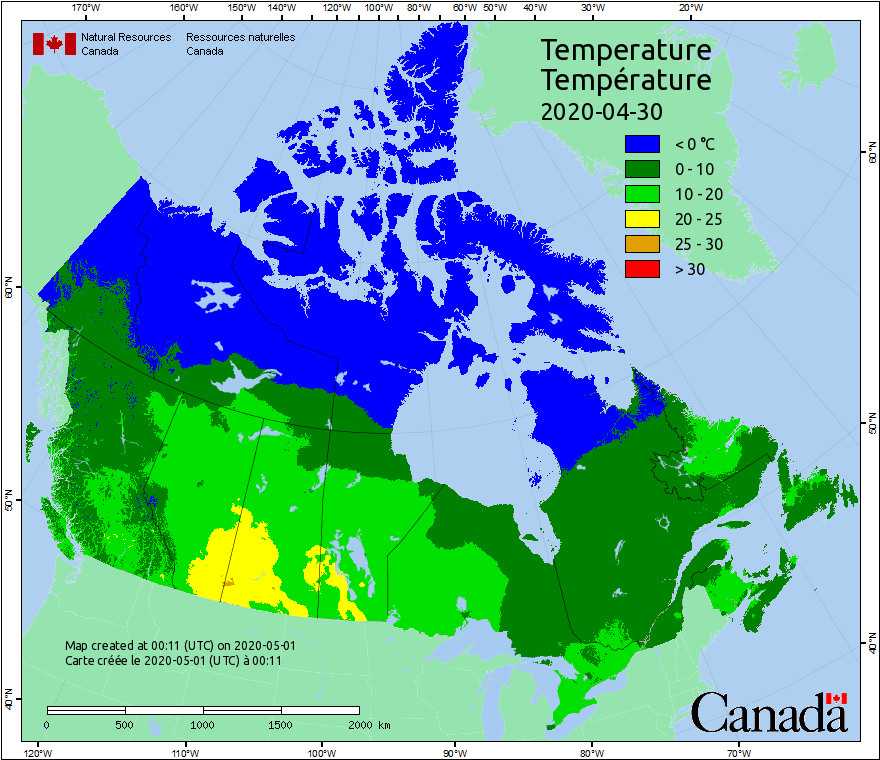 170°W 160°W 150°W 140°W 130°W 120°W 110°W 100°W 90°W 80°W 60°W 50°W 40°W 30°W 20°W
Natural Resources Canada
Ressources naturelles Canada
Temperature
Température
2020-04-30
< 0 °C
0 - 10
10 - 20
20 - 25
25 - 30
> 30
60°N
60°N
50°N
50°N
40°N
40°N
Map created at 00:11 (UTC) on 2020-05-01
Carte créée le 2020-05-01 (UTC) à 00:11
0 500 1000 1500 2000 km
Canada
120°W 110°W 100°W 90°W 80°W 70°W